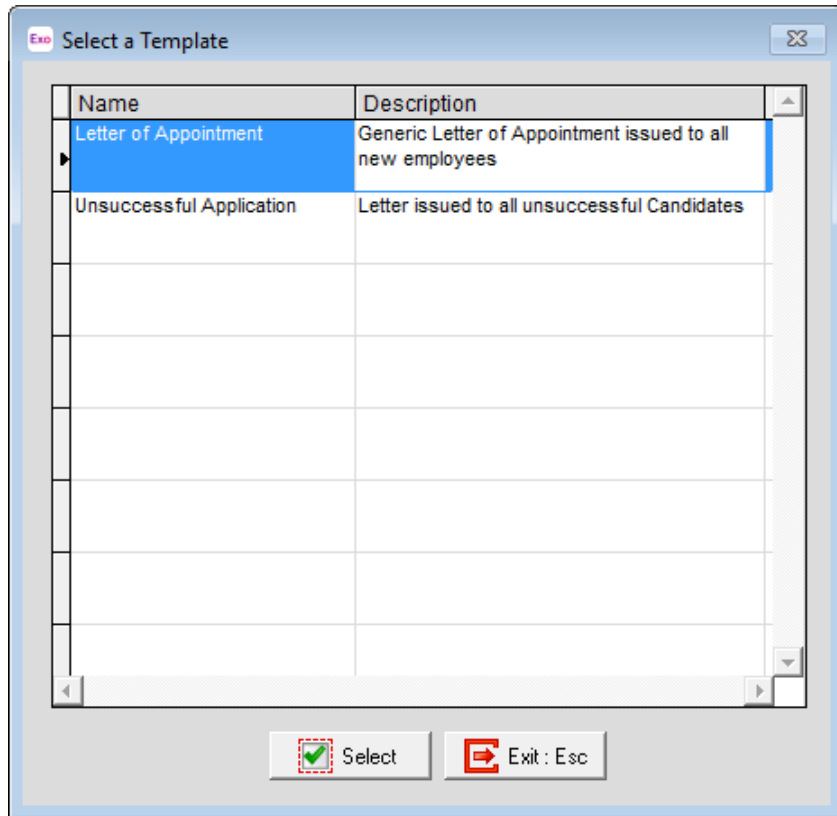 Exo Select a Template
Name Description
Letter of Appointment Generic Letter of Appointment issued to all
new employees
Unsuccessful Application Letter issued to all unsuccessful Candidates
Select Exit : Esc